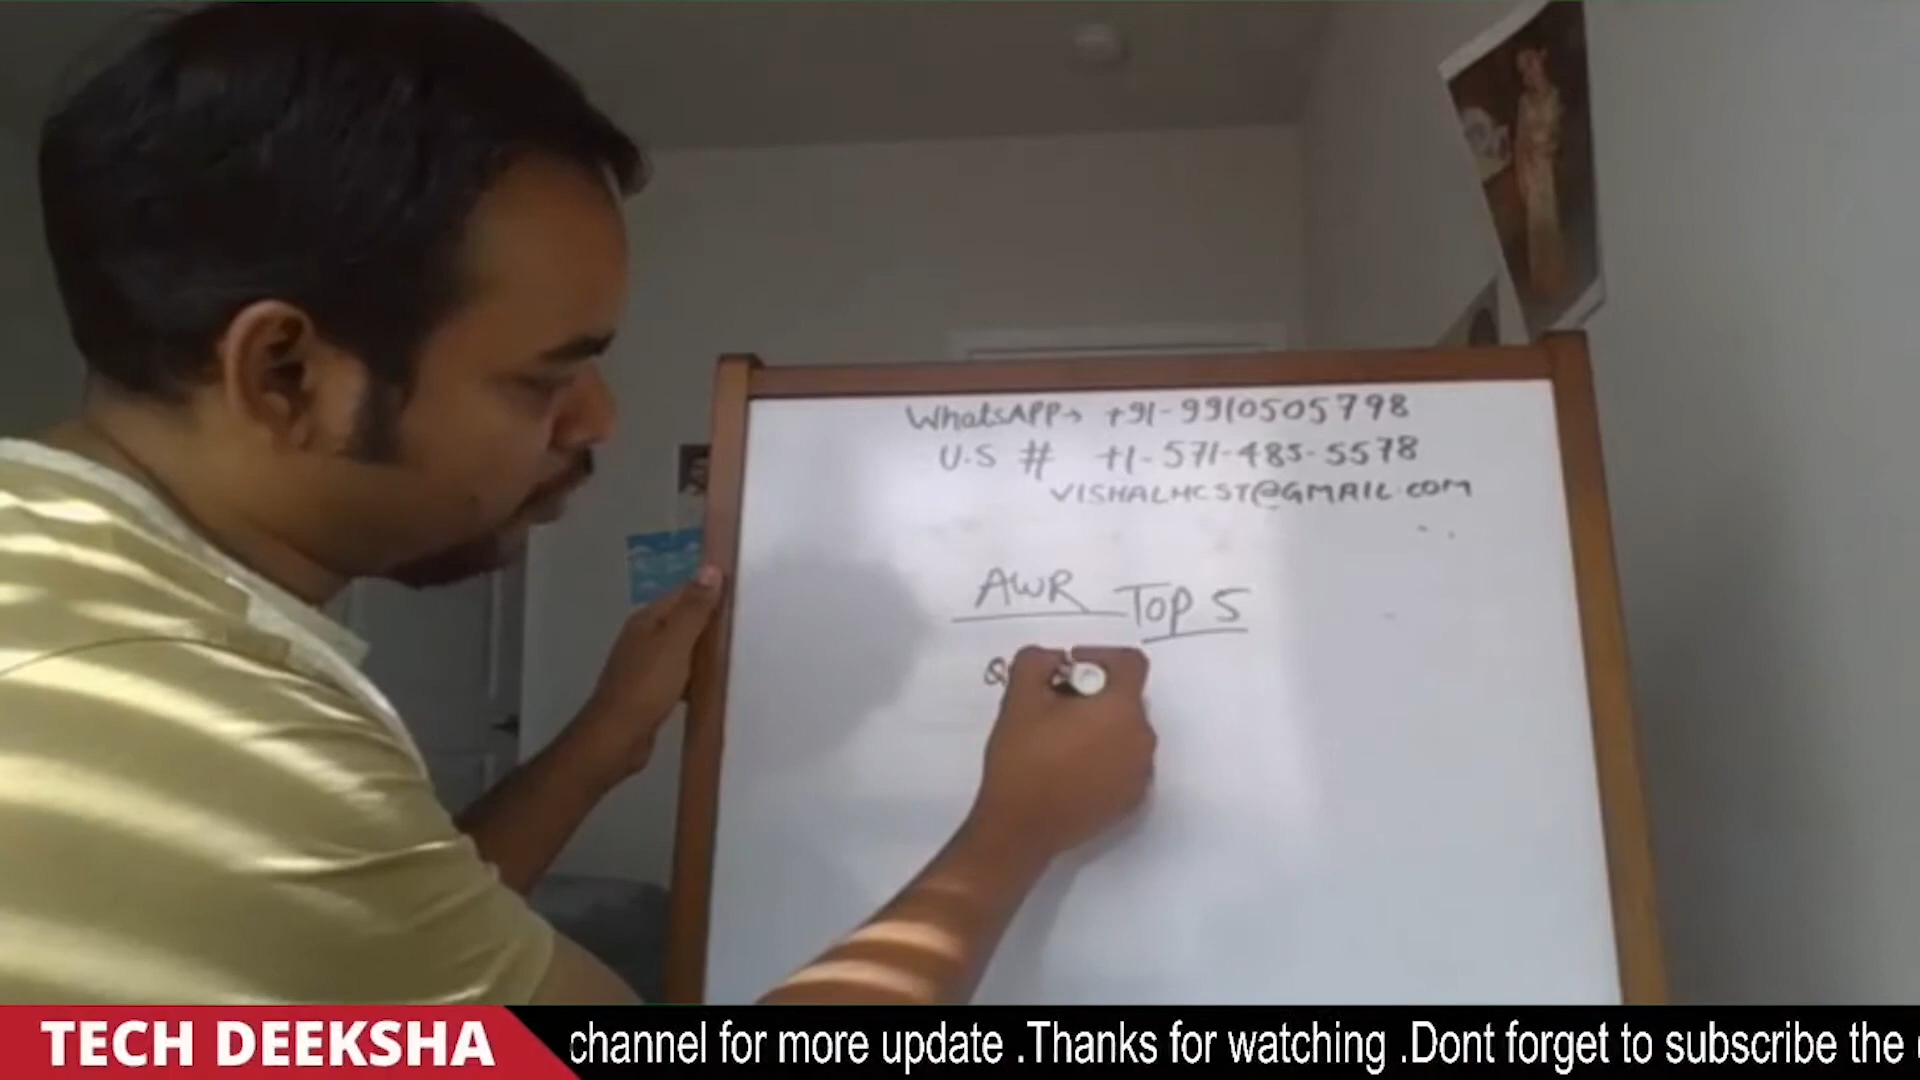 WhatsAPP→ +91-9910505798
U.S # +1-571-485-5578
VISHALMCST@GMAIL.COM
AWR TOP 5
TECH DEEKSHA
channel for more update .Thanks for watching .Dont forget to subscribe the